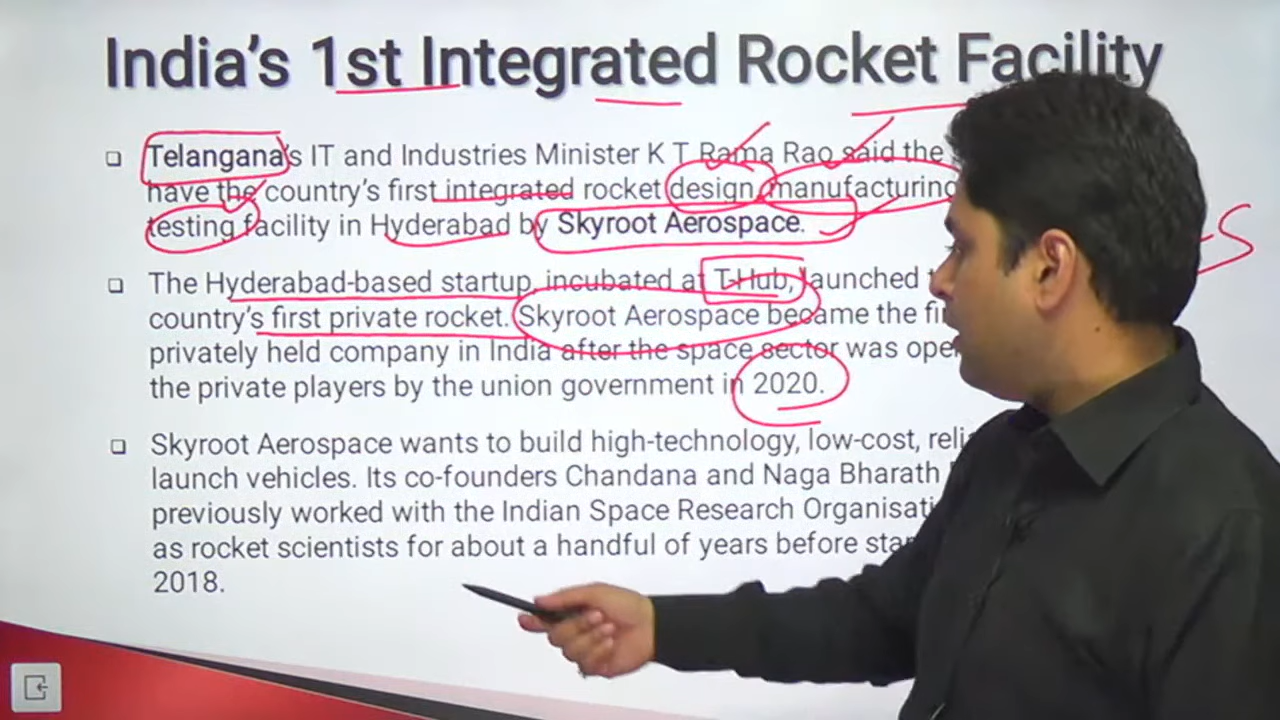 India's 1st Integrated Rocket Facility
Telangana's IT and Industries Minister K T Rama Rao said the
have the country's first integrated rocket design, manufacturing
testing facility in Hyderabad by Skyroot Aerospace.
The Hyderabad-based startup, incubated at T-Hub, launched
country's first private rocket. Skyroot Aerospace became the
privately held company in India after the space sector was
the private players by the union government in 2020.
Skyroot Aerospace wants to build high-technology, low-cost,
launch vehicles. Its co-founders Chandana and Naga Bharath
previously worked with the Indian Space Research
as rocket scientists for about a handful of years before
2018.